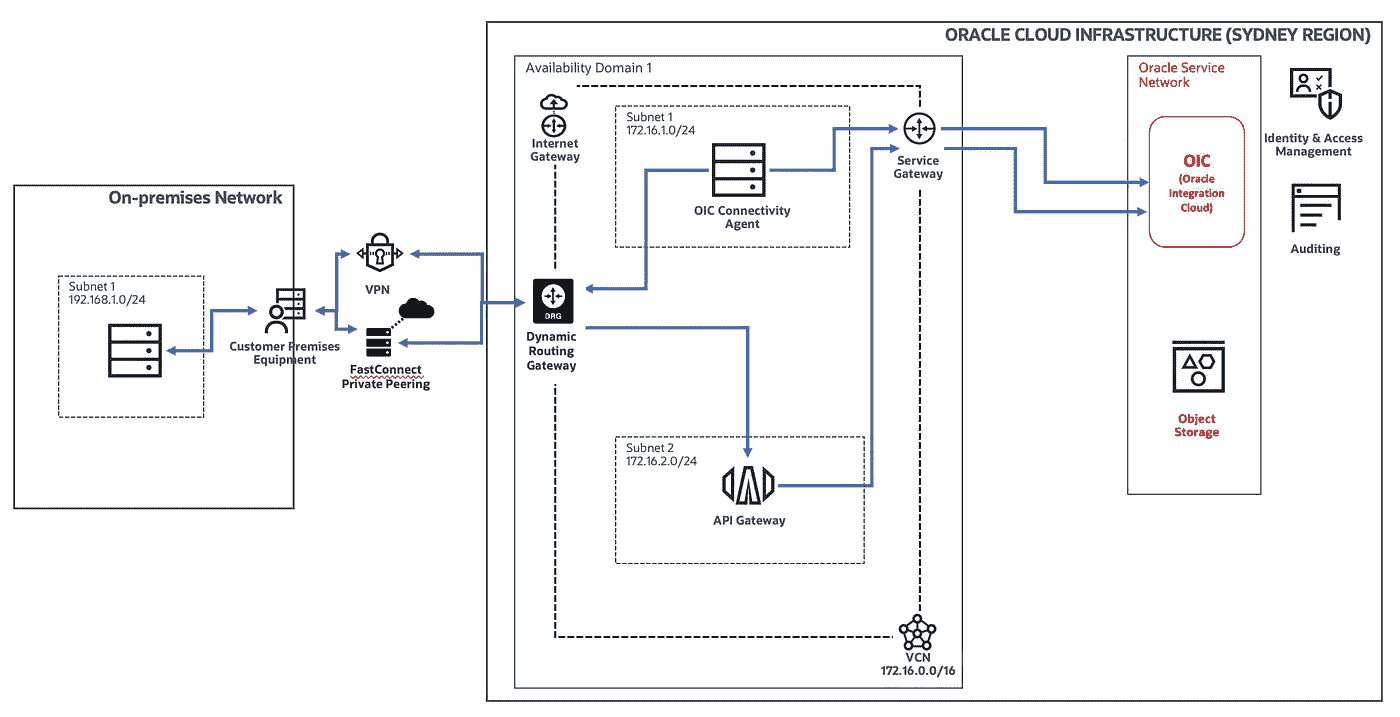 ORACLE CLOUD INFRASTRUCTURE (SYDNEY REGION)
Availability Domain 1
Oracle Service
Network
Internet
Gateway
Subnet 1
172.16.1.0/24
OIC Connectivity
Agent
Service
Gateway
OIC
(Oracle
Integration
Cloud)
Identity & Access
Management
Auditing
On-premises Network
Subnet 1
192.168.1.0/24
Customer Premises
Equipment
VPN
FastConnect
Private Peering
DRG
Dynamic
Routing
Gateway
Object
Storage
Subnet 2
172.16.2.0/24
API Gateway
VCN
172.16.0.0/16